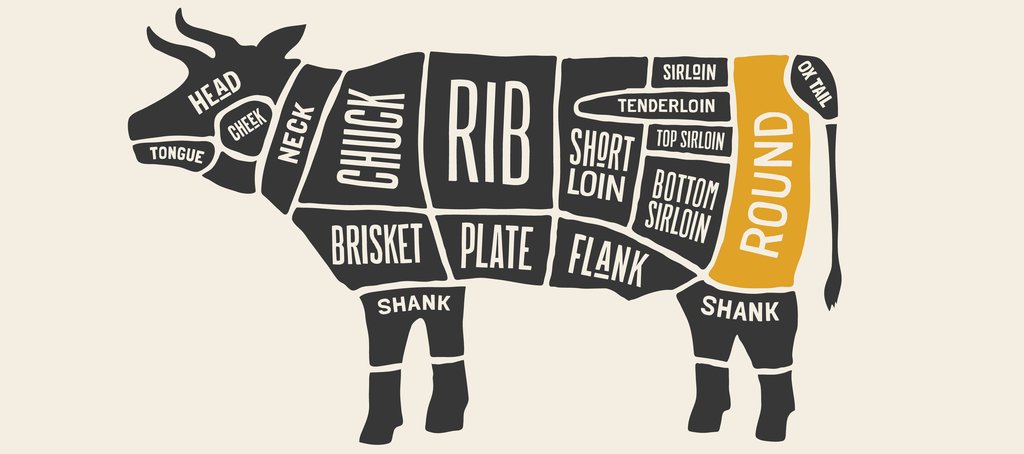 HEAD
CHEEK
TONGUE
NECK
CHUCK
RIB
SHORT
LOIN
SIRLOIN
TENDERLOIN
TOP SIRLOIN
BOTTOM
SIRLOIN
ROUND
OX TAIL
BRISKET
PLATE
FLANK
SHANK
SHANK